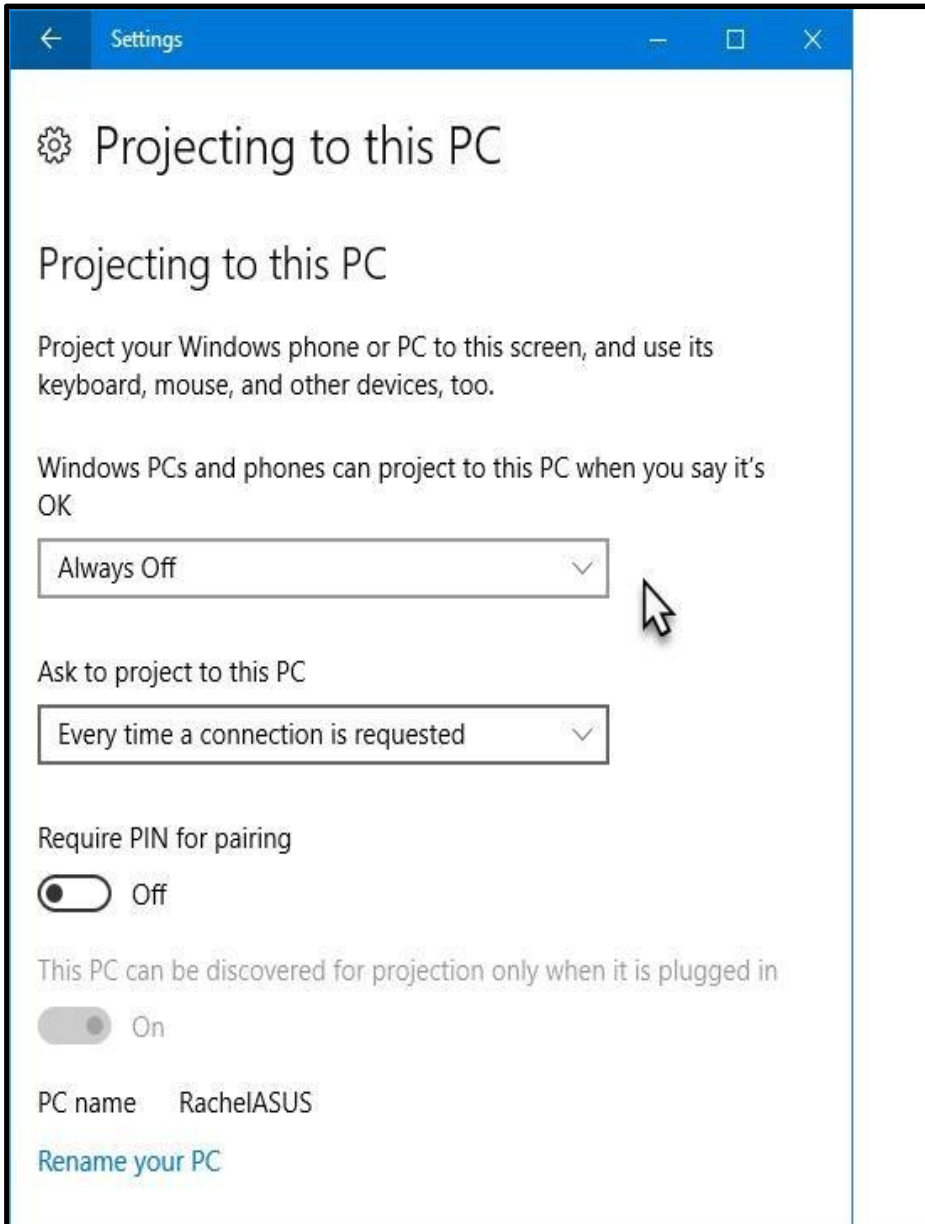 Settings
Projecting to this PC
Projecting to this PC
Project your Windows phone or PC to this screen, and use its
keyboard, mouse, and other devices, too.
Windows PCs and phones can project to this PC when you say it's
OK
Always Off
Ask to project to this PC
Every time a connection is requested
Require PIN for pairing
Off
This PC can be discovered for projection only when it is plugged in
On
PC name RachelASUS
Rename your PC